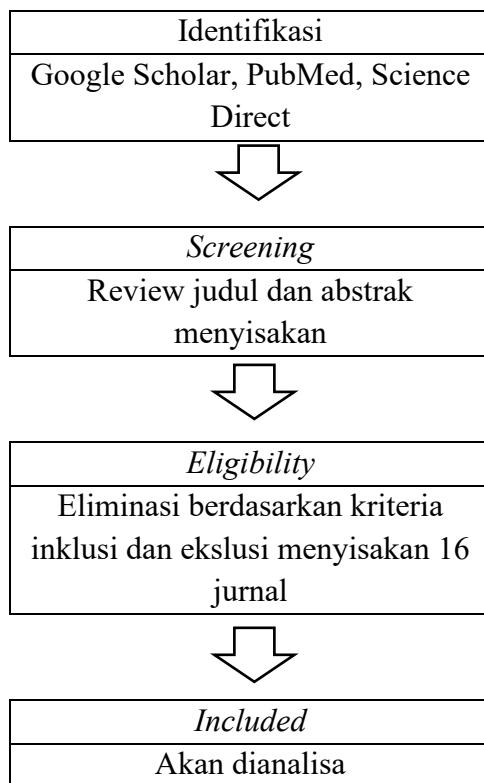 Identifikasi
Google Scholar, PubMed, Science
Direct
Screening
Review judul dan abstrak
menyisakan
Eligibility
Eliminasi berdasarkan kriteria
inklusi dan ekslusi menyisakan 16
jurnal
Included
Akan dianalisa